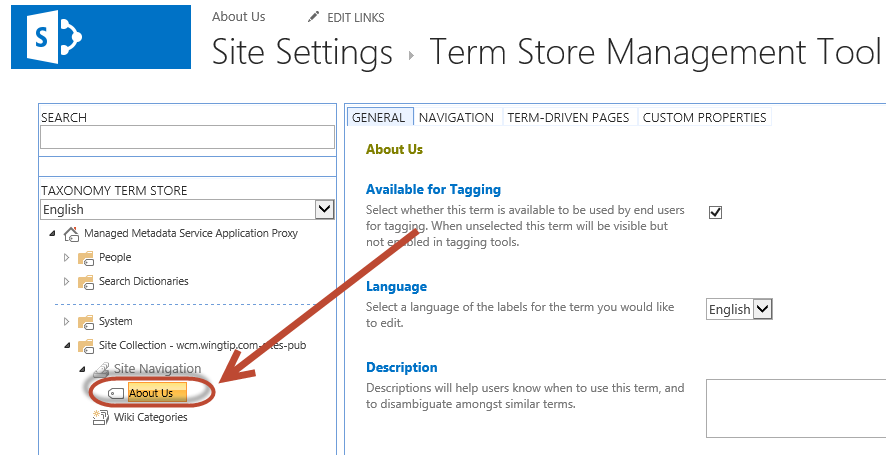 S
About Us
EDIT LINKS
Site Settings
Term Store Management Tool
SEARCH
TAXONOMY TERM STORE
English
Managed Metadata Service Application Proxy
People
Search Dictionaries
System
Site Collection - wcm.wingtip.com-sites-pub
Site Navigation
About Us
Wiki Categories
GENERAL
NAVIGATION
TERM-DRIVEN PAGES
CUSTOM PROPERTIES
About Us
Available for Tagging
Select whether this term is available to be used by end users
for tagging. When unselected this term will be visible but
not enabled in tagging tools.
Language
Select a language of the labels for the term you would like
to edit.
English
Description
Descriptions will help users know when to use this term, and
to disambiguate amongst similar terms.